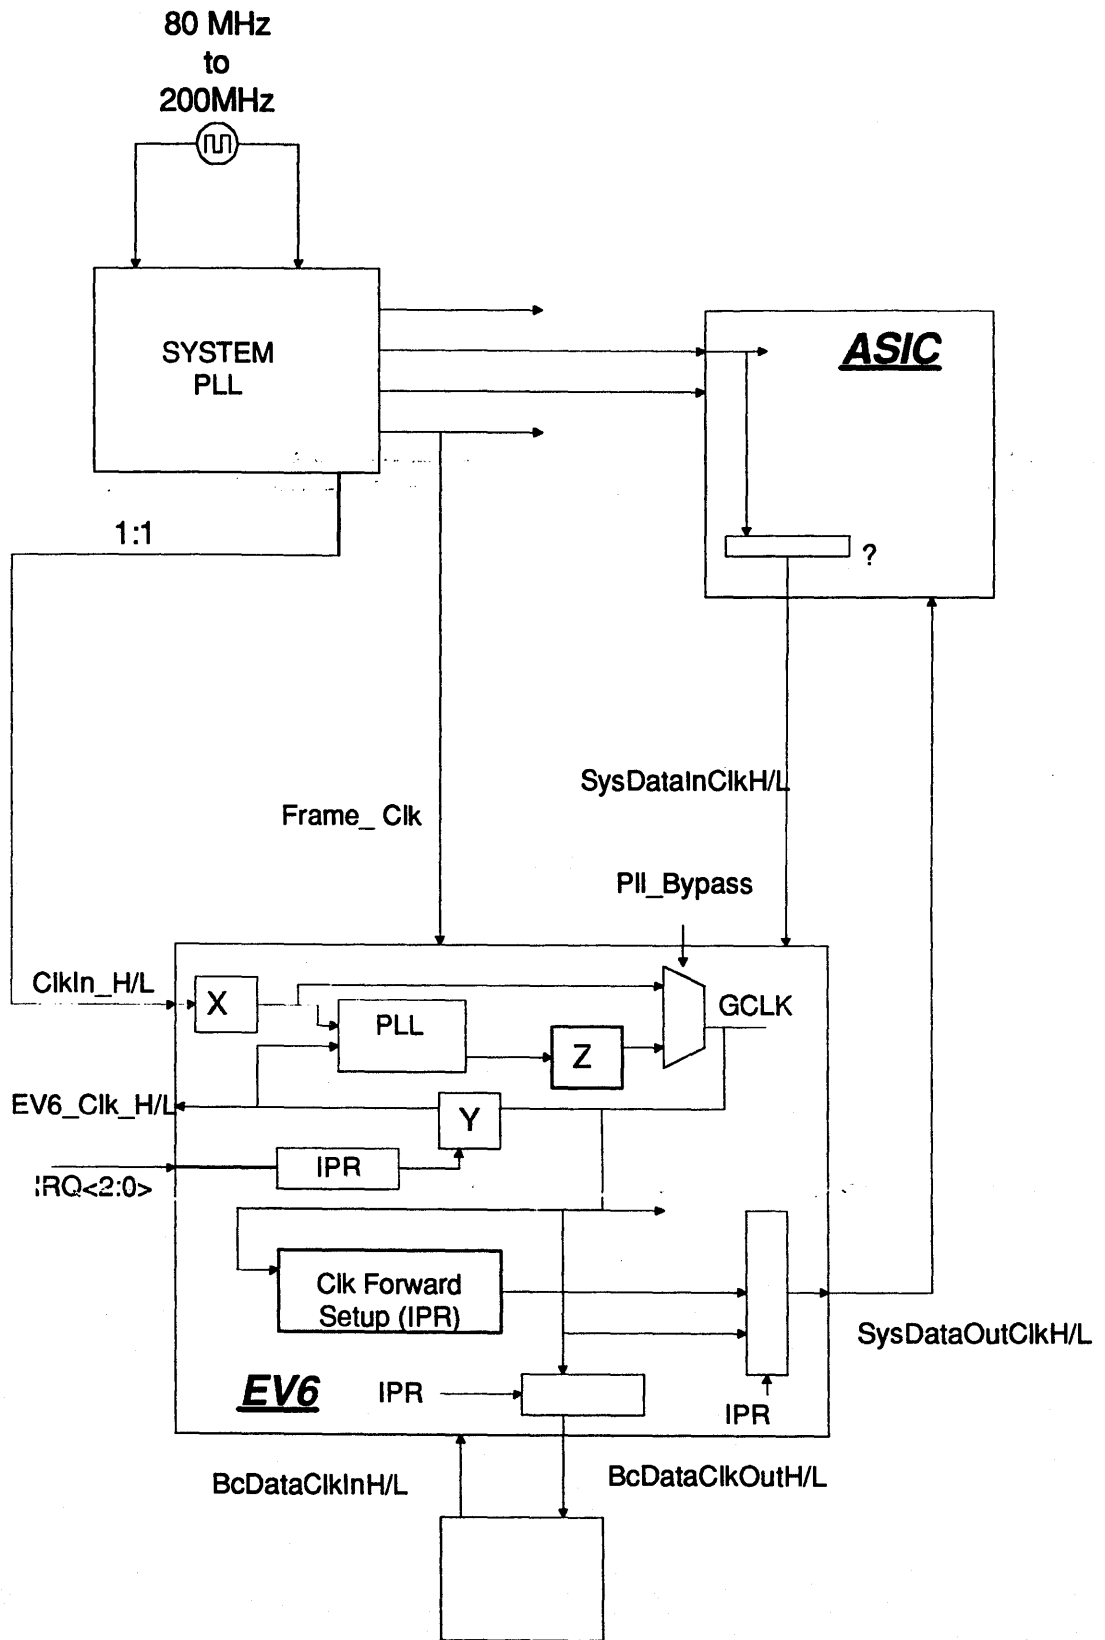 80 MHz
to
200MHz
SYSTEM
PLL
ASIC
1:1
?
SysDataInClkH/L
Frame_ Clk
Pll_Bypass
ClkIn_H/L
X
PLL
GCLK
Z
EV6_Clk_H/L
Y
IPR
IRQ<2:0>
Clk Forward
Setup (IPR)
SysDataOutClkH/L
EV6
IPR
IPR
BcDataClkInH/L
BcDataClkOutH/L